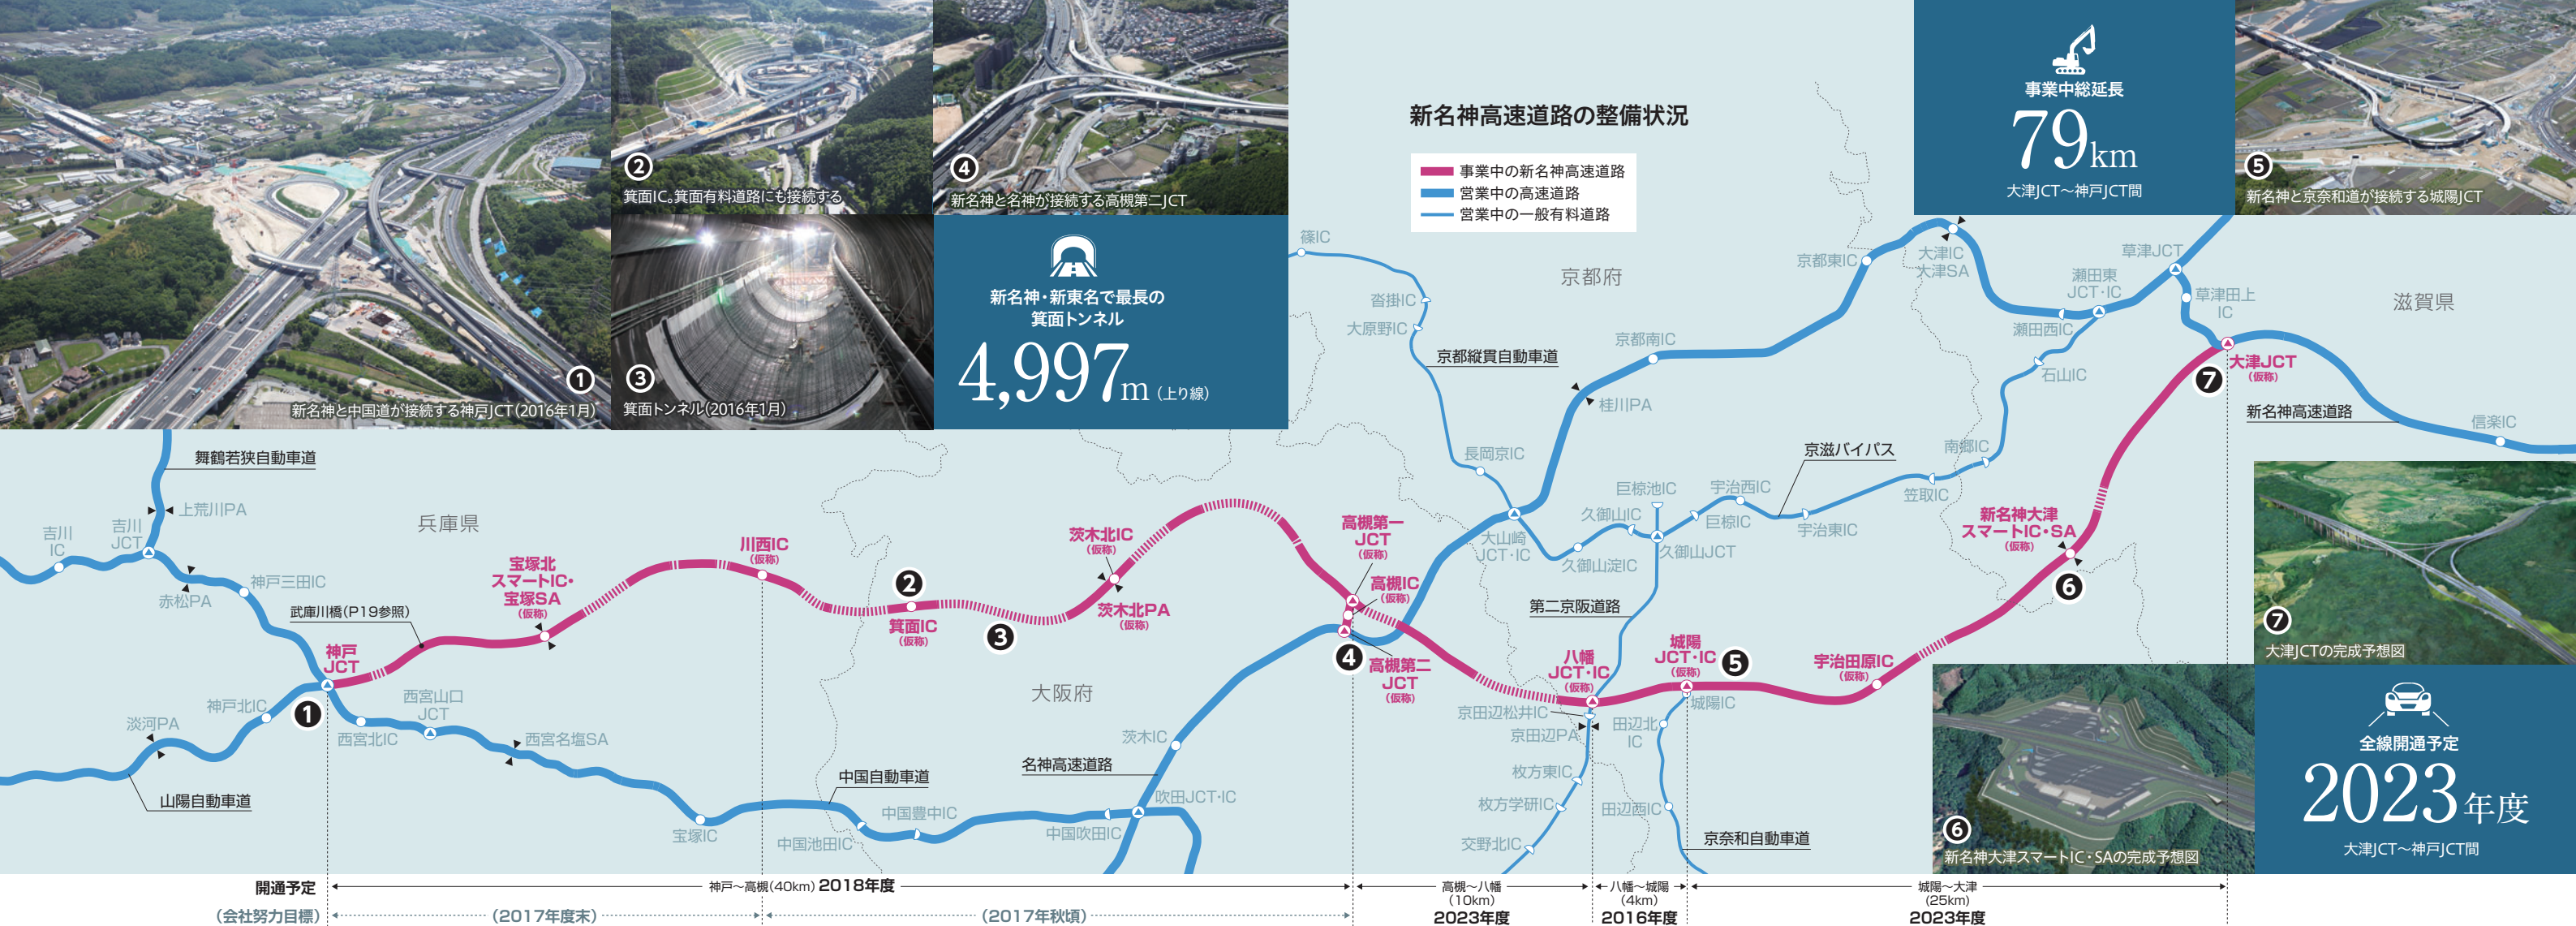 ❶
新名神と中国道が接続する神戸JCT(2016年1月)
❷
箕面IC。箕面有料道路にも接続する
❸
箕面トンネル(2016年1月)
❹
新名神と名神が接続する高槻第二JCT
新名神・新東名で最長の
箕面トンネル
4,997m(上り線)
新名神高速道路の整備状況
事業中の新名神高速道路
営業中の高速道路
営業中の一般有料道路
事業中総延長
79km
大津JCT〜神戸JCT間
❺
新名神と京奈和道が接続する城陽JCT
篠IC
沓掛IC
大原野IC
京都縦貫自動車道
長岡京IC
京都府
京都南IC
桂川PA
京都東IC
大津IC
大津SA
瀬田東
JCT・IC
瀬田西IC
石山IC
草津JCT
草津田上
IC
滋賀県
大津JCT
(仮称)
❼
新名神高速道路
信楽IC
南郷IC
笠取IC
京滋バイパス
宇治東IC
宇治西IC
巨椋IC
巨椋池IC
久御山IC
久御山JCT
久御山淀IC
大山崎
JCT・IC
第二京阪道路
新名神大津
スマートIC・SA
(仮称)
❻
舞鶴若狭自動車道
上荒川PA
吉川
IC
吉川
JCT
赤松PA
神戸三田IC
兵庫県
武庫川橋(P19参照)
神戸
JCT
❶
神戸北IC
淡河PA
山陽自動車道
西宮北IC
西宮山口
JCT
西宮名塩SA
宝塚IC
宝塚北
スマートIC・
宝塚SA
(仮称)
川西IC
(仮称)
❷
箕面IC
(仮称)
❸
茨木北IC
(仮称)
茨木北PA
(仮称)
高槻第一
JCT
(仮称)
高槻IC
(仮称)
❹
高槻第二
JCT
(仮称)
大阪府
茨木IC
名神高速道路
吹田JCT・IC
中国自動車道
中国豊中IC
中国池田IC
中国吹田IC
八幡
JCT・IC
(仮称)
城陽
JCT・IC
(仮称)
❺
宇治田原IC
(仮称)
京田辺松井IC
京田辺PA
城陽IC
田辺北
IC
枚方東IC
枚方学研IC
田辺西IC
交野北IC
京奈和自動車道
❼
大津JCTの完成予想図
❻
新名神大津スマートIC・SAの完成予想図
全線開通予定
2023年度
大津JCT〜神戸JCT間
開通予定
神戸〜高槻(40km)2018年度
高槻〜八幡
(10km)
2023年度
八幡〜城陽
(4km)
2016年度
城陽〜大津
(25km)
2023年度
(会社努力目標)
(2017年度末)
(2017年秋頃)